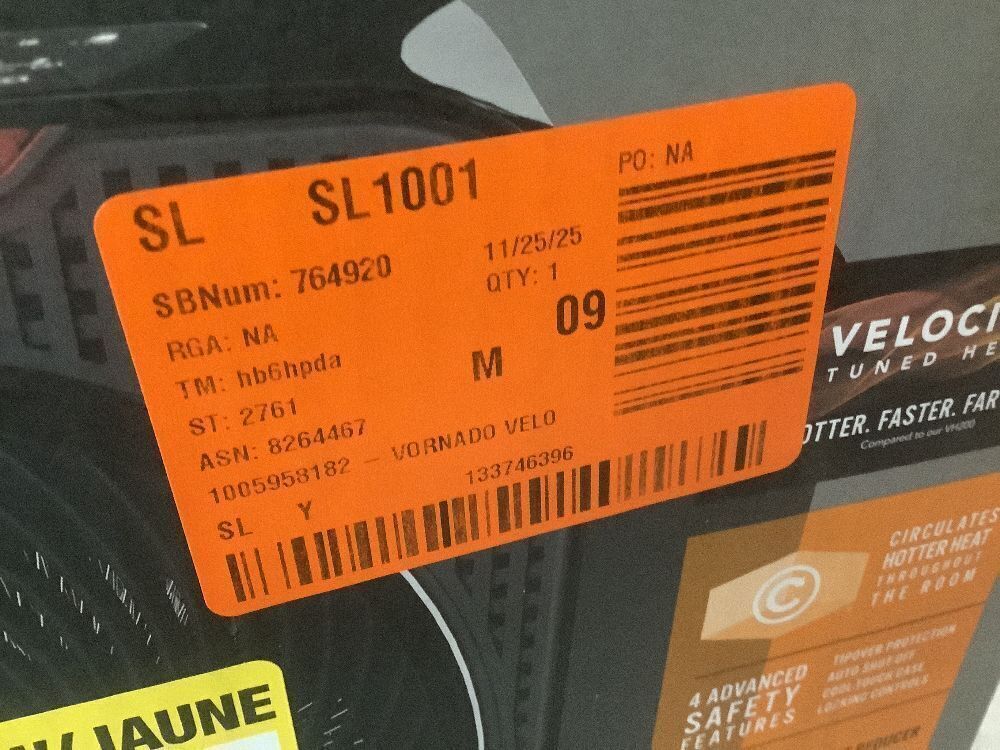 SL SL1001
PO: NA
SBNum: 764920
11/25/25
RGA: NA
QTY: 1
09
TM: hb6hpda
M
ST: 2761
ASN: 8264467
1005958182 - VORNADO VELO
SL Y
133746396
VELOCI
TUNED HE
OTTER. FASTER. FAR
Compared to our VH200
CIRCULATES
HOTTER HEAT
THROUGHOUT
THE ROOM
©
4 ADVANCED
SAFETY
FEATURES
TIPOVER PROTECTION
AUTO SHUT-OFF
COOL TOUCH CASE
LOCKING CONTROLS
JAUNE